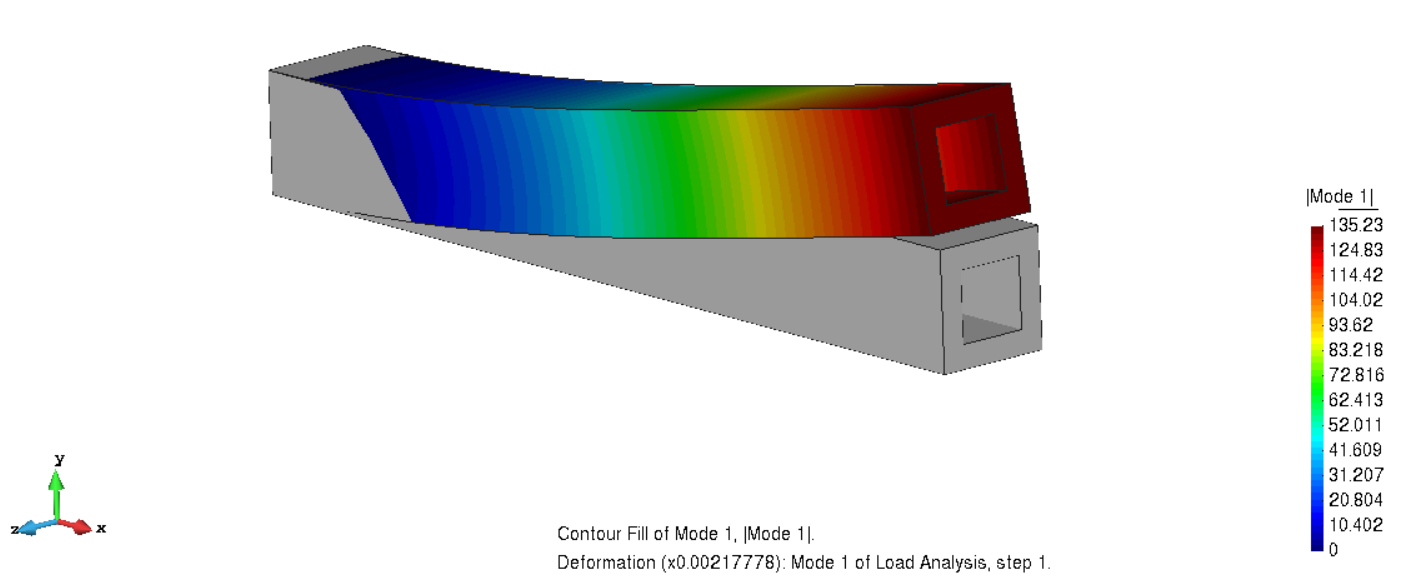 |Mode 1|
135.23
124.83
114.42
104.02
93.62
83.218
72.816
62.413
52.011
41.609
31.207
20.804
10.402
0
y
z
x
Contour Fill of Mode 1, |Mode 1|.
Deformation (x0.00217778): Mode 1 of Load Analysis, step 1.